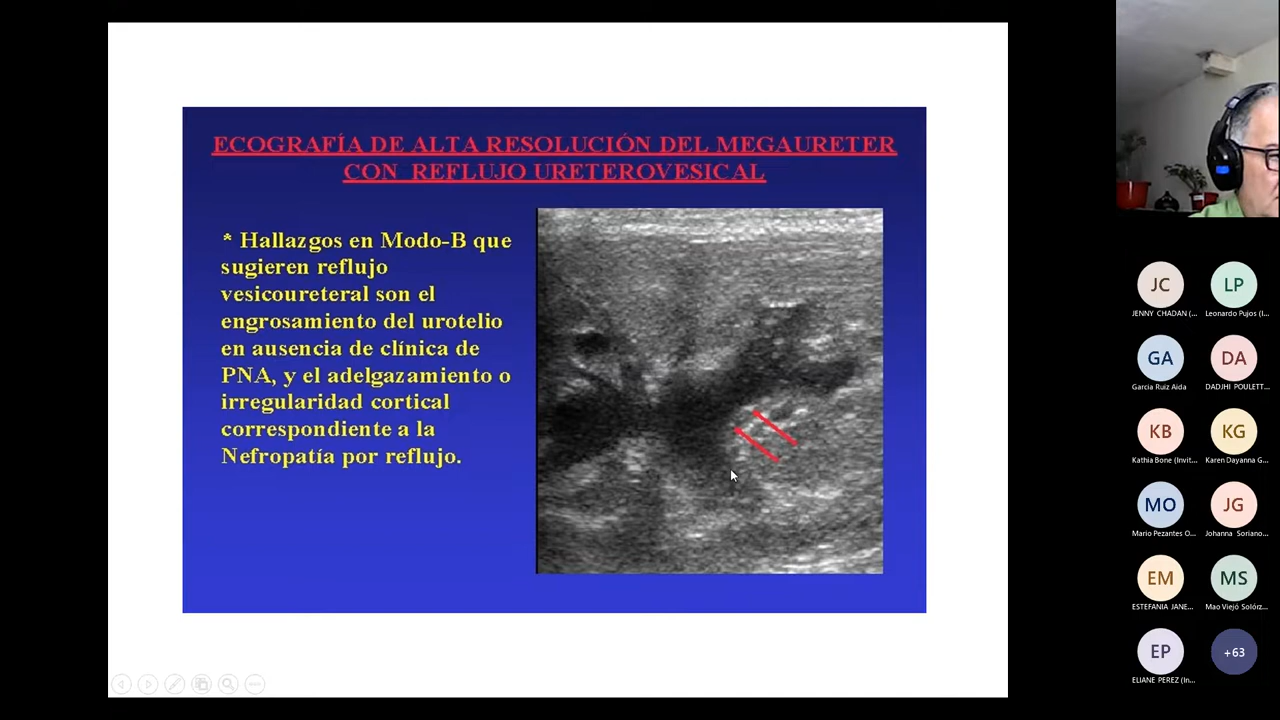 ECOGRAFÍA DE ALTA RESOLUCIÓN DEL MEGAURETER
CON REFLUJO URETEROVESICAL
* Hallazgos en Modo-B que
sugieren reflujo
vesicoureteral son el
engrosamiento del urotelio
en ausencia de clínica de
PNA, y el adelgazamiento o
irregularidad cortical
correspondiente a la
Nefropatía por reflujo.
JC
JENNY CHADAN (...
LP
Leonardo Pujos (I...
GA
Garcia Ruiz Aida
DA
DADJHI POULETT...
KB
Kathia Bone (Invit...
KG
Karen Dayanna G...
MO
Mario Pezantes O...
JG
Johanna Soriano...
EM
ESTEFANIA JANE...
MS
Mao Viejó Solórz...
EP
ELIANE PEREZ (In...
+63